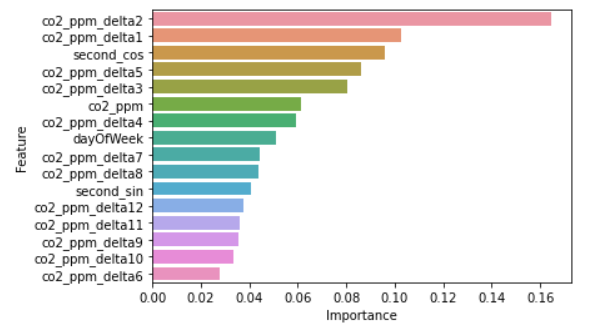 co2_ppm_delta2
co2_ppm_delta1
second_cos
co2_ppm_delta5
co2_ppm_delta3
co2_ppm
co2_ppm_delta4
dayOfWeek
co2_ppm_delta7
co2_ppm_delta8
second_sin
co2_ppm_delta12
co2_ppm_delta11
co2_ppm_delta9
co2_ppm_delta10
co2_ppm_delta6
Feature
0.00 0.02 0.04 0.06 0.08 0.10 0.12 0.14 0.16
Importance